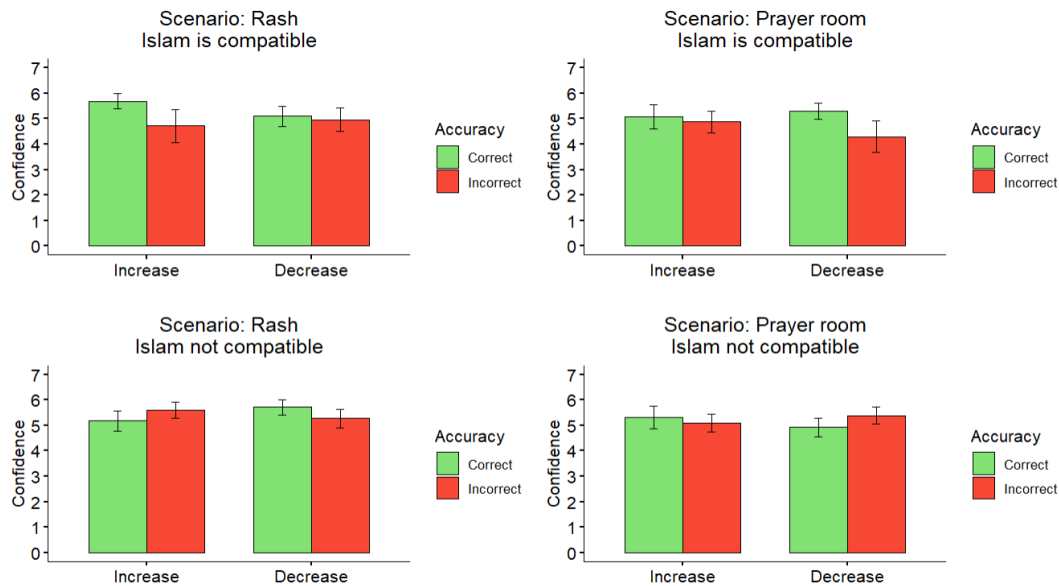 Scenario: Rash
Islam is compatible
7
6
5
4
3
2
1
0
Confidence
Increase
Decrease
Accuracy
Correct
Incorrect
Scenario: Prayer room
Islam is compatible
7
6
5
4
3
2
1
0
Confidence
Increase
Decrease
Accuracy
Correct
Incorrect
Scenario: Rash
Islam not compatible
7
6
5
4
3
2
1
0
Confidence
Increase
Decrease
Accuracy
Correct
Incorrect
Scenario: Prayer room
Islam not compatible
7
6
5
4
3
2
1
0
Confidence
Increase
Decrease
Accuracy
Correct
Incorrect